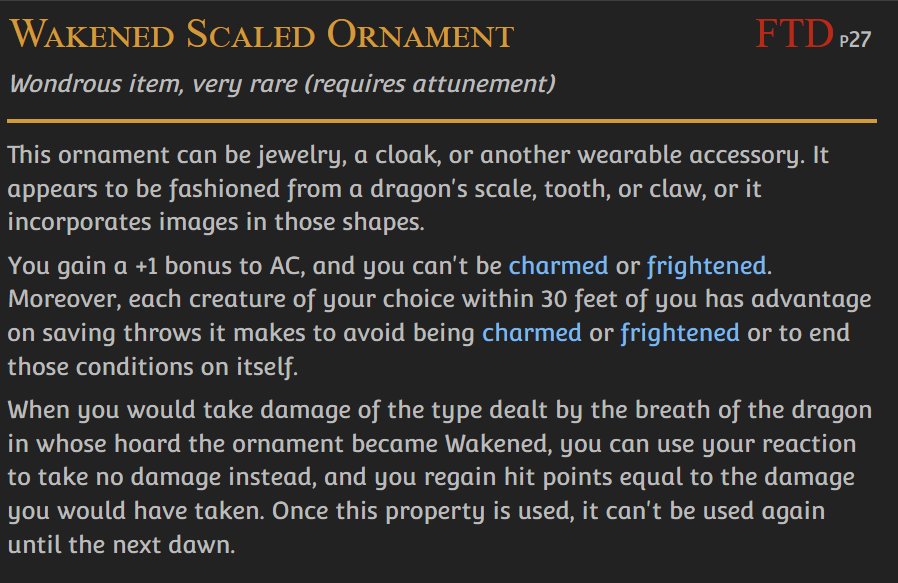 Wakened Scaled Ornament FTD p27
Wondrous item, very rare (requires attunement)
This ornament can be jewelry, a cloak, or another wearable accessory. It
appears to be fashioned from a dragon's scale, tooth, or claw, or it
incorporates images in those shapes.
You gain a +1 bonus to AC, and you can't be charmed or frightened.
Moreover, each creature of your choice within 30 feet of you has advantage
on saving throws it makes to avoid being charmed or frightened or to end
those conditions on itself.
When you would take damage of the type dealt by the breath of the dragon
in whose hoard the ornament became Wakened, you can use your reaction
to take no damage instead, and you regain hit points equal to the damage
you would have taken. Once this property is used, it can't be used again
until the next dawn.